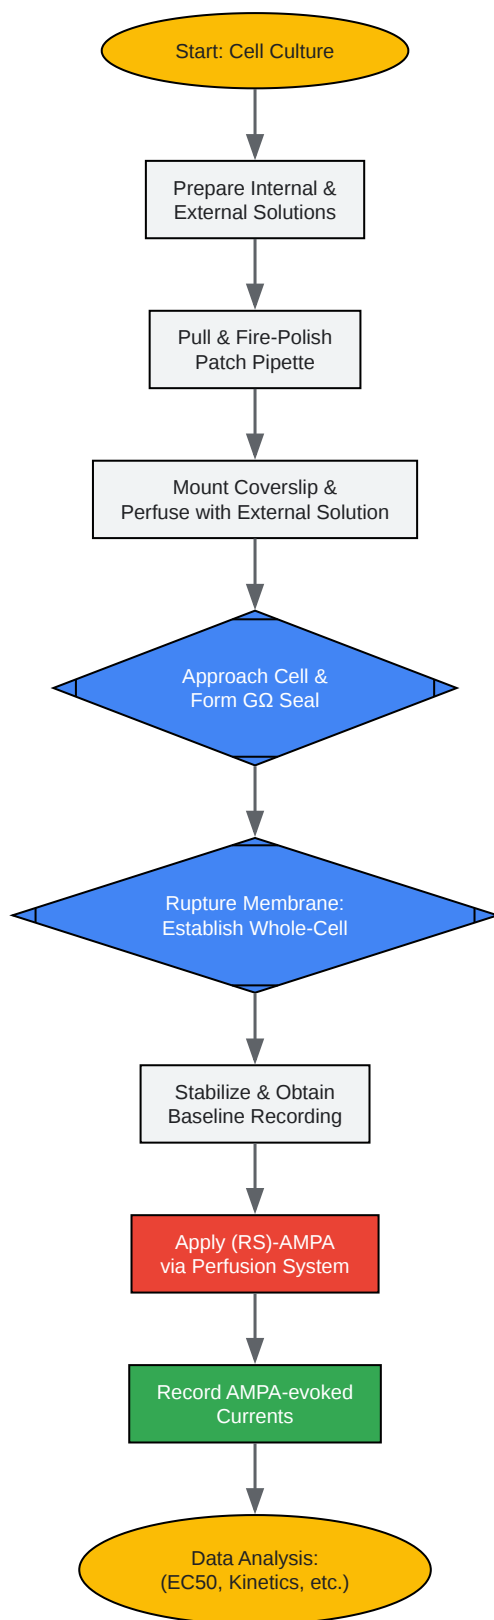 Start: Cell Culture
Prepare Internal &
External Solutions
Pull & Fire-Polish
Patch Pipette
Mount Coverslip &
Perfuse with External Solution
Approach Cell &
Form GΩ Seal
Rupture Membrane:
Establish Whole-Cell
Stabilize & Obtain
Baseline Recording
Apply (RS)-AMPA
via Perfusion System
Record AMPA-evoked
Currents
Data Analysis:
(EC50, Kinetics, etc.)